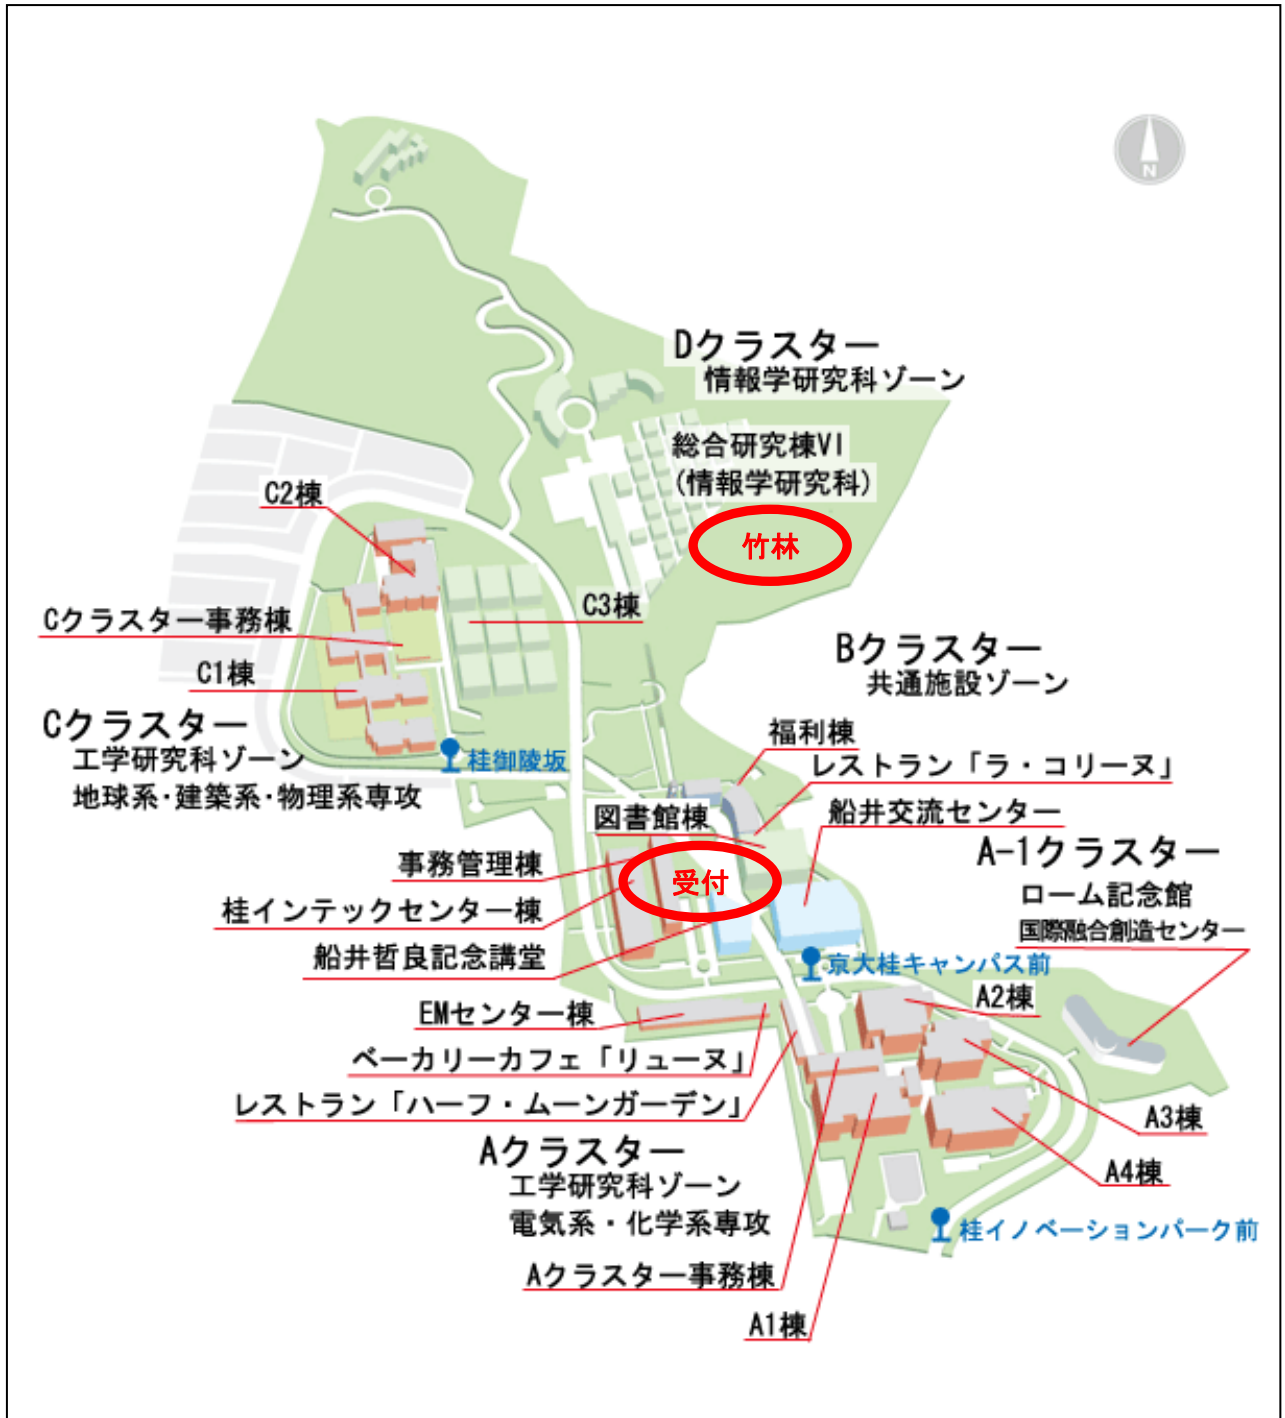 N
Dクラスター
情報学研究科ゾーン
総合研究棟VI
(情報学研究科)
竹林
C2棟
C3棟
Cクラスター事務棟
C1棟
Cクラスター
工学研究科ゾーン
地球系・建築系・物理系専攻
桂御陵坂
Bクラスター
共通施設ゾーン
福利棟
レストラン「ラ・コリーヌ」
図書館棟
船井交流センター
事務管理棟
受付
桂インテックセンター棟
船井哲良記念講堂
A-1クラスター
ローム記念館
国際融合創造センター
京大桂キャンパス前
EMセンター棟
A2棟
ベーカリーカフェ「リューヌ」
レストラン「ハーフ・ムーンガーデン」
A3棟
A4棟
Aクラスター
工学研究科ゾーン
電気系・化学系専攻
桂イノベーションパーク前
Aクラスター事務棟
A1棟